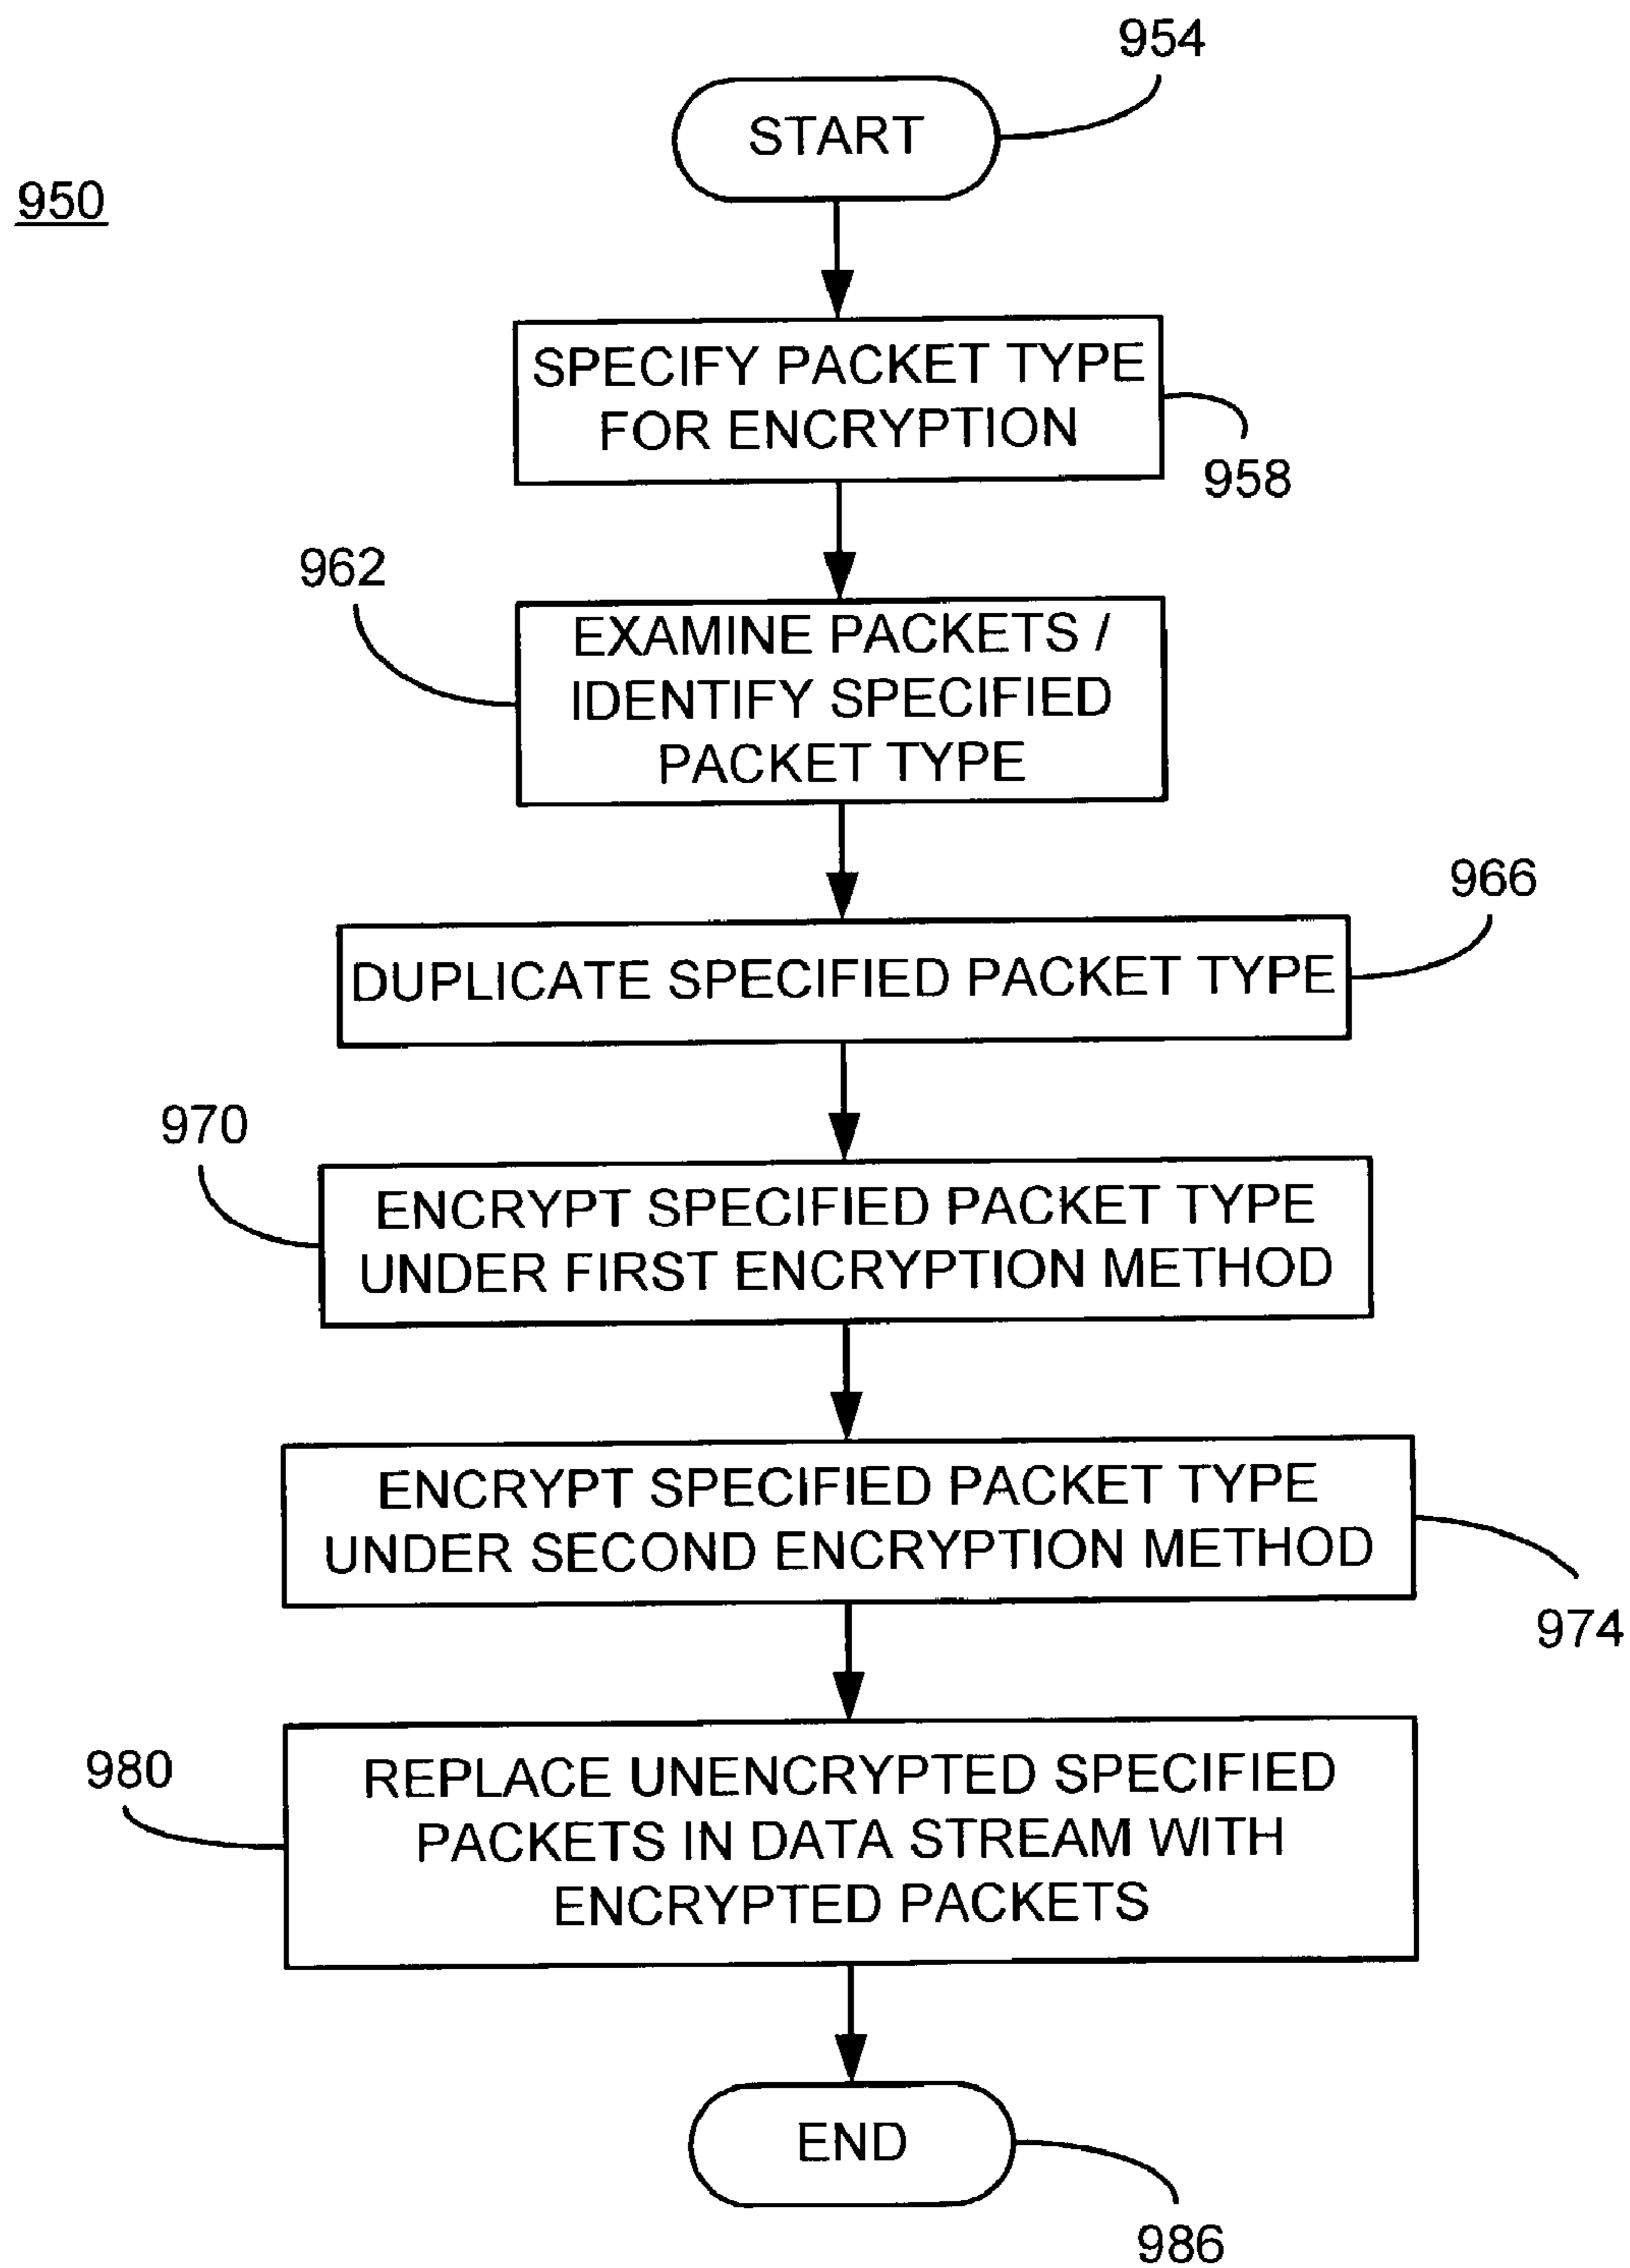 954
START
950
SPECIFY PACKET TYPE
FOR ENCRYPTION
958
962
EXAMINE PACKETS /
IDENTIFY SPECIFIED
PACKET TYPE
966
DUPLICATE SPECIFIED PACKET TYPE
970
ENCRYPT SPECIFIED PACKET TYPE
UNDER FIRST ENCRYPTION METHOD
ENCRYPT SPECIFIED PACKET TYPE
UNDER SECOND ENCRYPTION METHOD
974
980
REPLACE UNENCRYPTED SPECIFIED
PACKETS IN DATA STREAM WITH
ENCRYPTED PACKETS
END
986